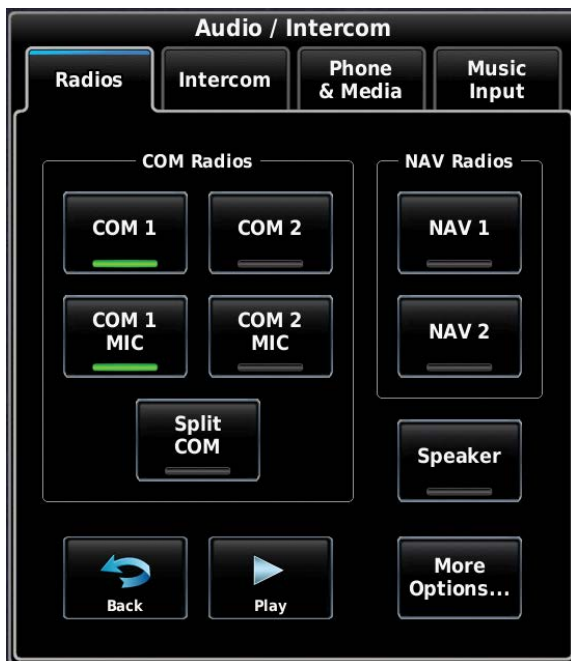 Audio / Intercom
Radios
Intercom
Phone
& Media
Music
Input
COM Radios
COM 1
COM 2
COM 1
MIC
COM 2
MIC
Split
COM
NAV Radios
NAV 1
NAV 2
Speaker
Back
Play
More
Options...